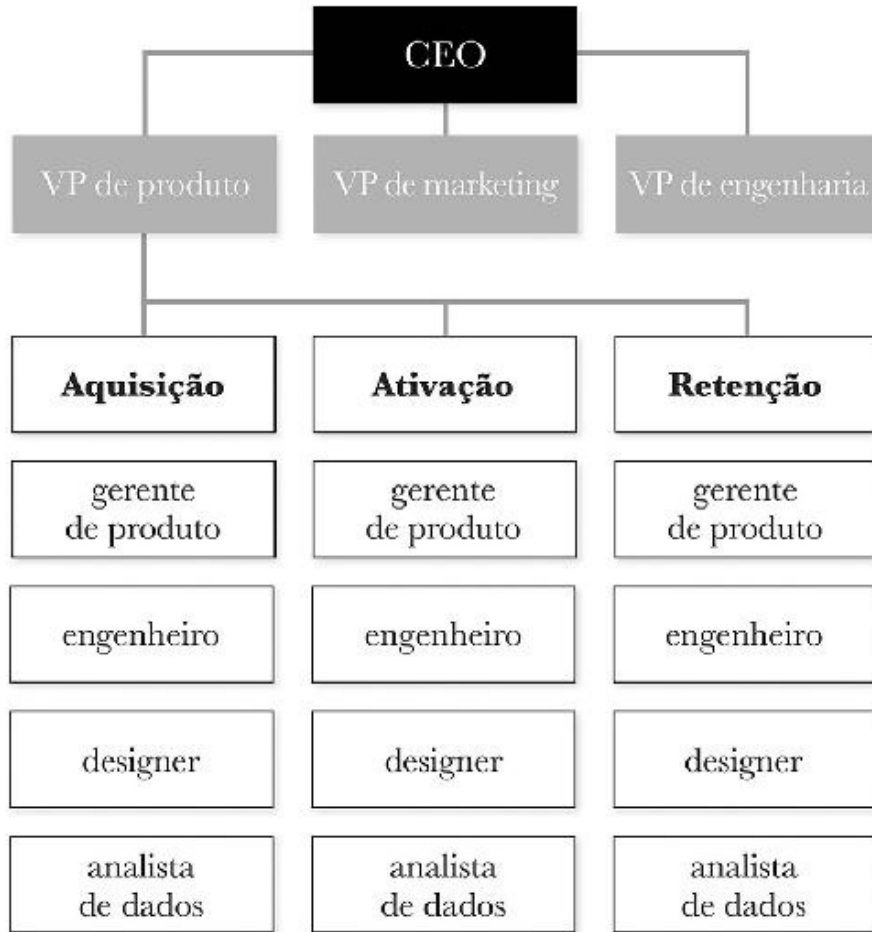 CEO
VP de produto
VP de marketing
VP de engenharia
Aquisição
Ativação
Retenção
gerente
de produto
gerente
de produto
gerente
de produto
engenheiro
engenheiro
engenheiro
designer
designer
designer
analista
de dados
analista
de dados
analista
de dados